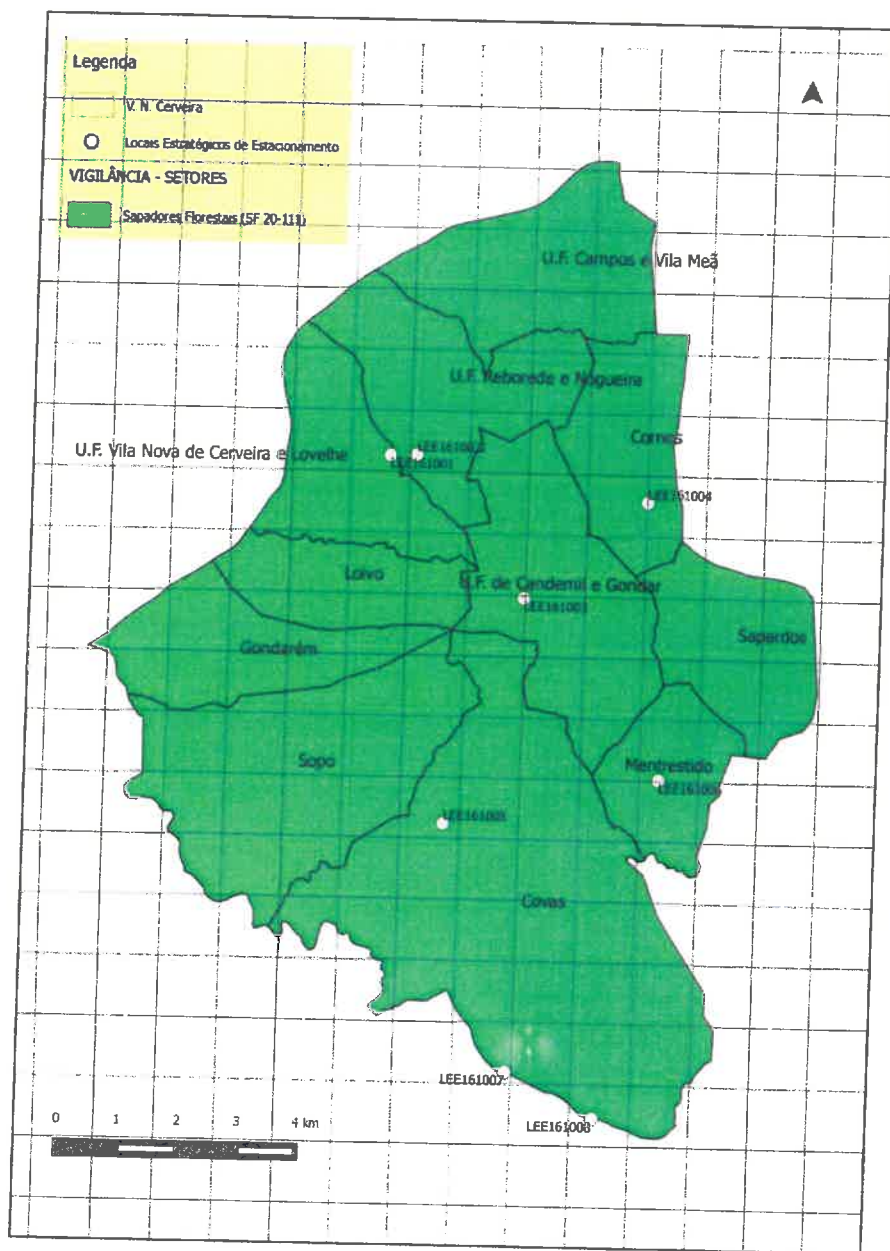 Legenda
V. N. Cerveira
Locais Estratégicos de Estacionamento
VIGILÂNCIA - SETORES
Sapadores Florestais (SF 20-111)
U.F. Campos e Vila Meã
U.F. Reboreda e Nogueira
Cornes
U.F. Vila Nova de Cerveira e Lovelhe
LEE161001
LEE161004
Loivo
U.F. de Candemil e Gondar
LEE161003
Sapardos
Gondarém
Sopo
Mentrestido
LEE161005
Covas
LEE161007
0 1 2 3 4 km